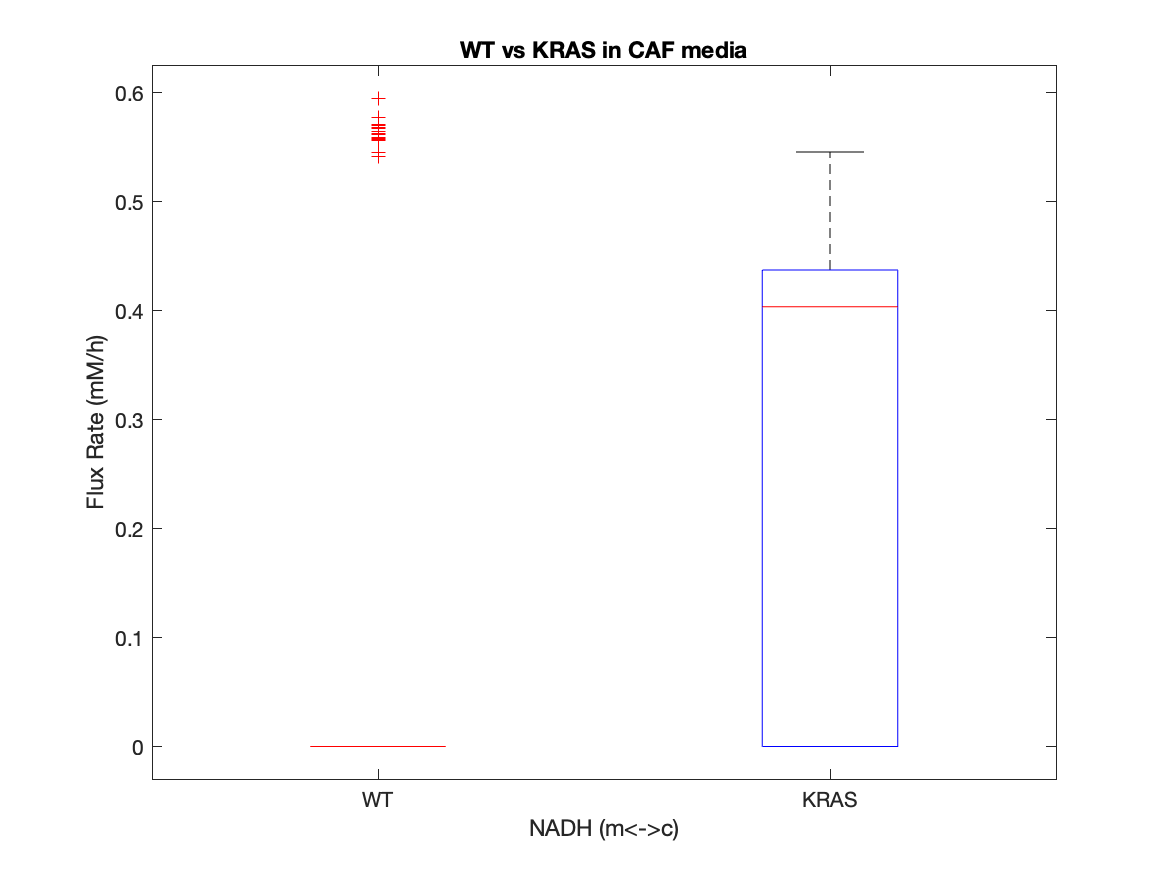 WT vs KRAS in CAF media
Flux Rate (mM/h)
0.6
0.5
0.4
0.3
0.2
0.1
0
WT
KRAS
NADH (m<->c)